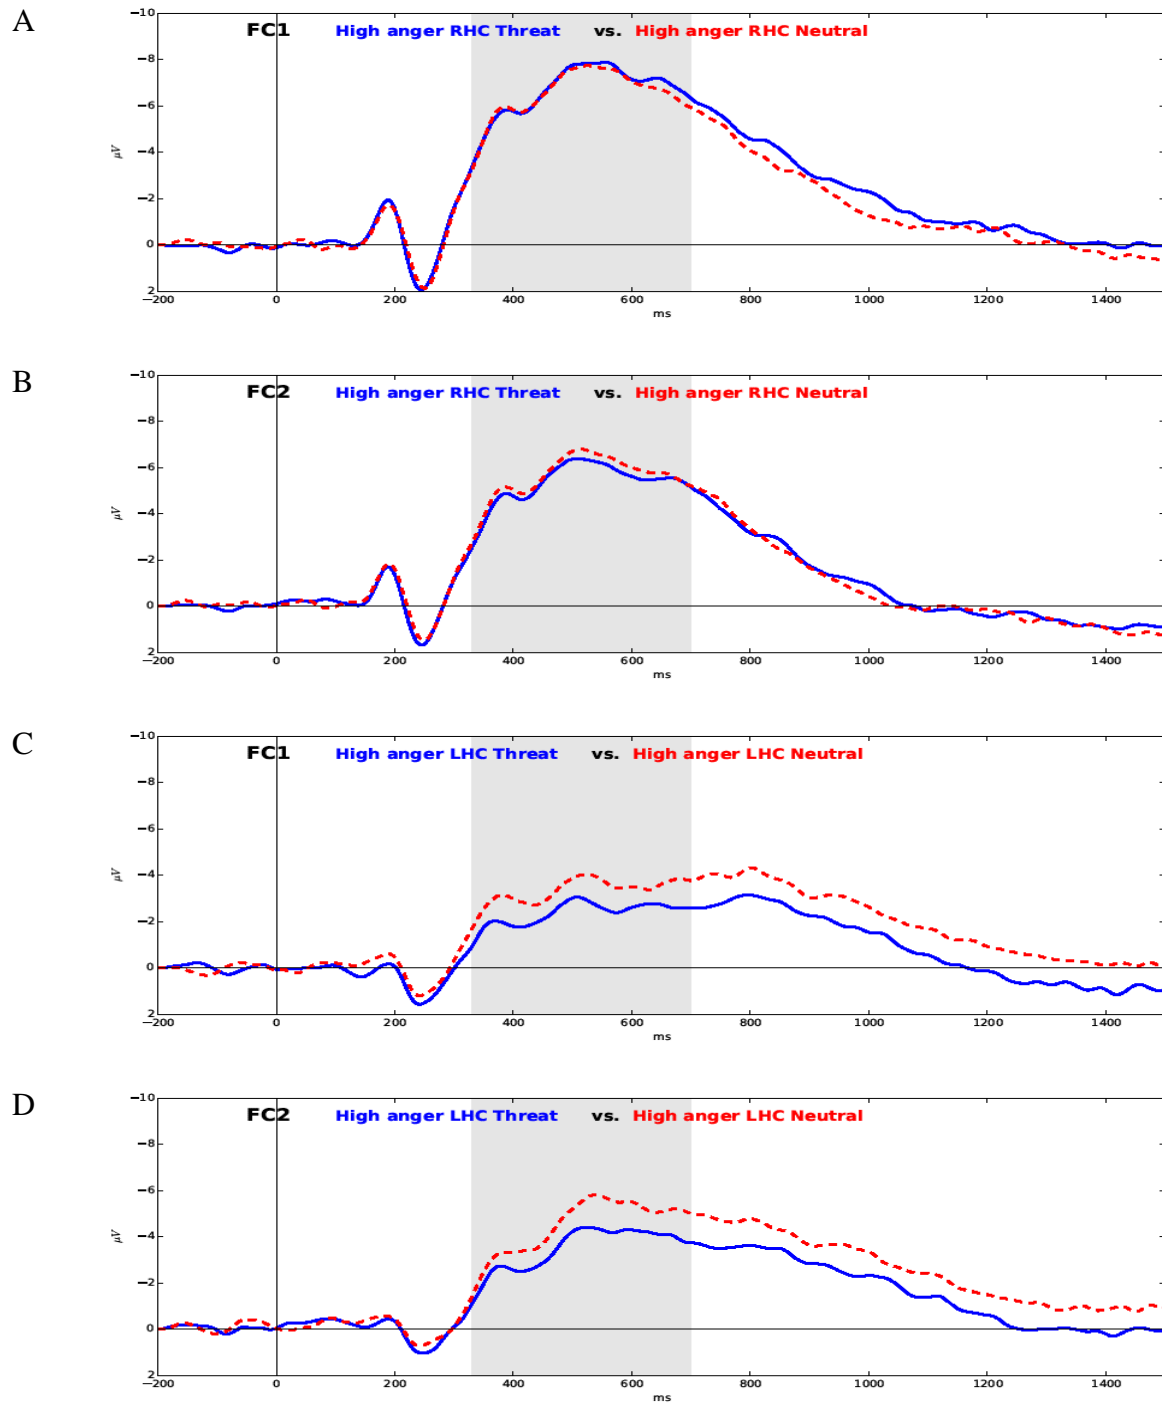 A
FC1 High anger RHC Threat vs. High anger RHC Neutral
−10
−8
−6
−4
−2
0
2
µV
−200 0 200 400 600 800 1000 1200 1400
ms
B
FC2 High anger RHC Threat vs. High anger RHC Neutral
−10
−8
−6
−4
−2
0
2
µV
−200 0 200 400 600 800 1000 1200 1400
ms
C
FC1 High anger LHC Threat vs. High anger LHC Neutral
−10
−8
−6
−4
−2
0
2
µV
−200 0 200 400 600 800 1000 1200 1400
ms
D
FC2 High anger LHC Threat vs. High anger LHC Neutral
−10
−8
−6
−4
−2
0
2
µV
−200 0 200 400 600 800 1000 1200 1400
ms